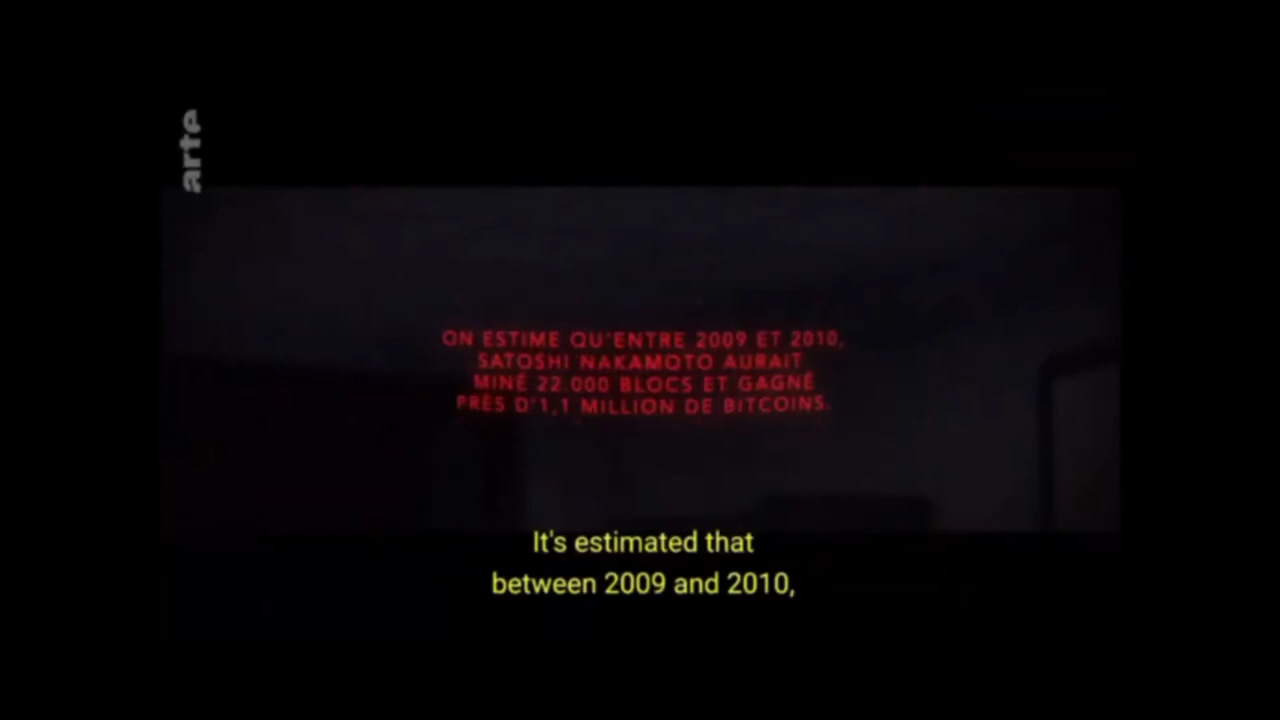 arte
ON ESTIME QU'ENTRE 2009 ET 2010,
SATOSHI NAKAMOTO AURAIT
MINÉ 22.000 BLOCS ET GAGNÉ
PRÈS D'1,1 MILLION DE BITCOINS.
It's estimated that
between 2009 and 2010,